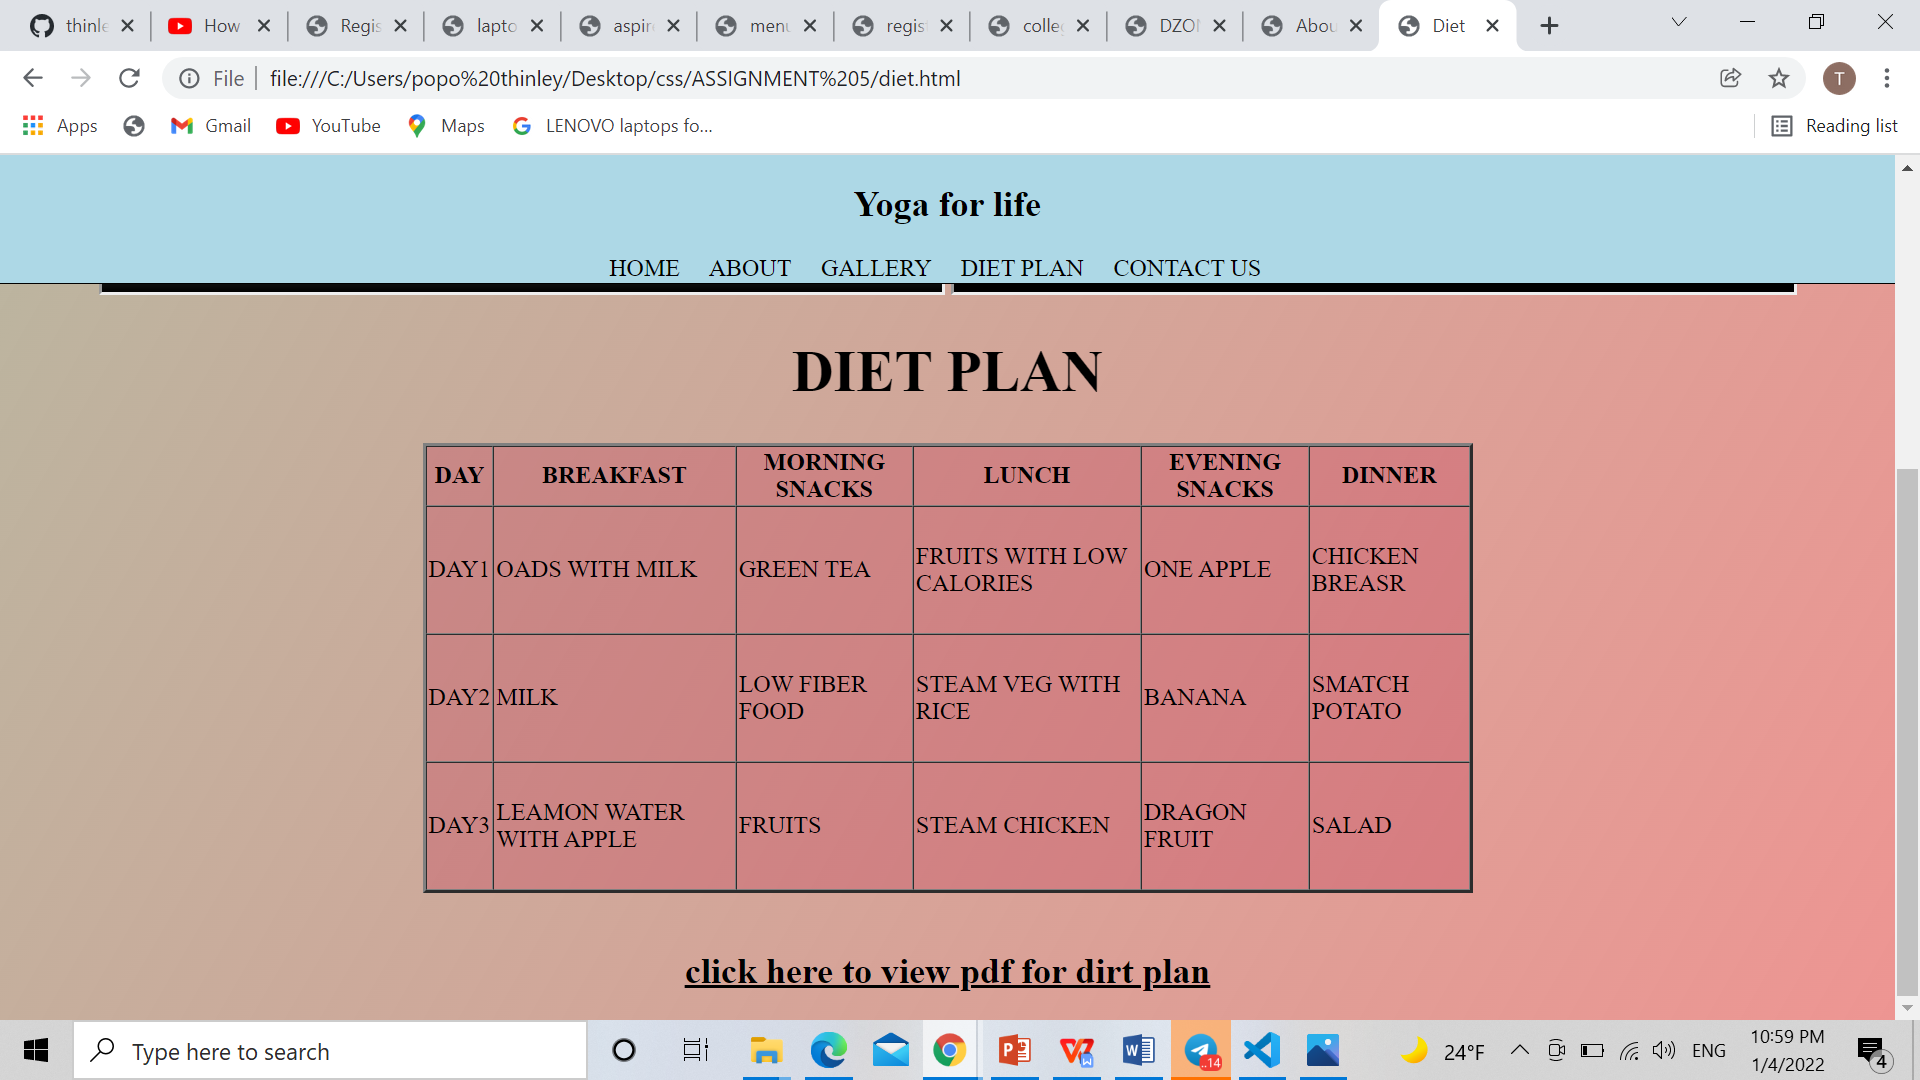 thinle How Regis lapto aspire menu regist colleg DZON Abou Diet
File file:///C:/Users/popo%20thinley/Desktop/css/ASSIGNMENT%205/diet.html T
Apps Gmail YouTube Maps LENOVO laptops fo... Reading list
Yoga for life
HOME ABOUT GALLERY DIET PLAN CONTACT US
DIET PLAN
DAY BREAKFAST MORNING SNACKS LUNCH EVENING SNACKS DINNER
DAY1 OADS WITH MILK GREEN TEA FRUITS WITH LOW CALORIES ONE APPLE CHICKEN BREASR
DAY2 MILK LOW FIBER FOOD STEAM VEG WITH RICE BANANA SMATCH POTATO
DAY3 LEAMON WATER WITH APPLE FRUITS STEAM CHICKEN DRAGON FRUIT SALAD
click here to view pdf for dirt plan
Type here to search ..14 24°F ENG 10:59 PM
1/4/2022 4